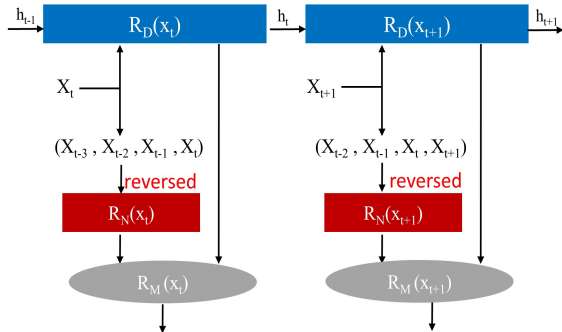 h_{t-1} R_D(x_t) h_t R_D(x_{t+1}) h_{t+1}
X_t X_{t+1}
(X_{t-3} , X_{t-2} , X_{t-1} , X_t) (X_{t-2} , X_{t-1} , X_t , X_{t+1})
reversed reversed
R_N(x_t) R_N(x_{t+1})
R_M(x_t) R_M(x_{t+1})